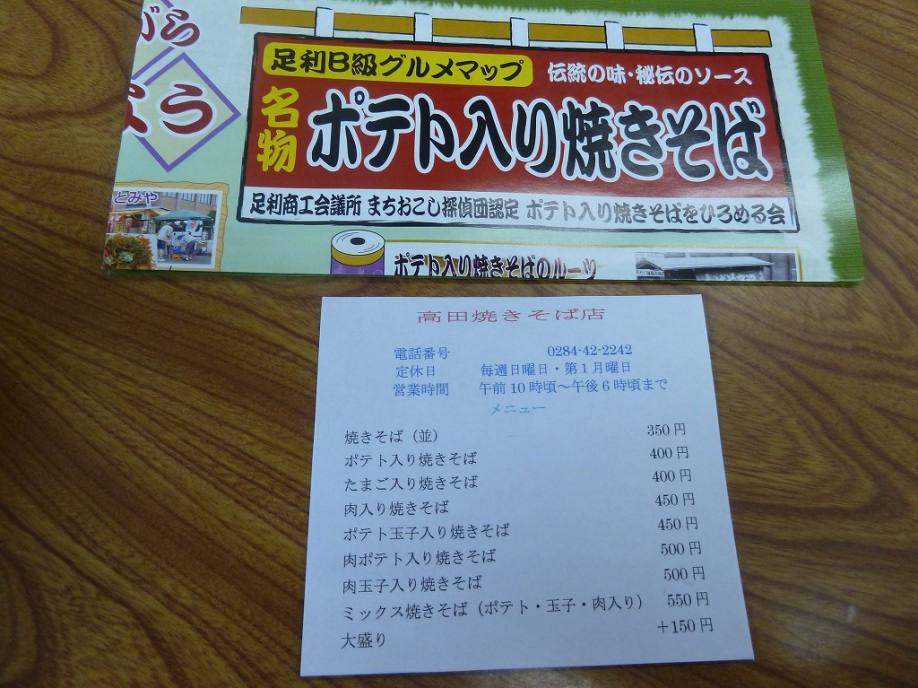 がら
よう
足利B級グルメマップ
伝統の味・秘伝のソース
名物
ポテト入り焼きそば
足利商工会議所 まちおこし探偵団認定 ポテト入り焼きそばをひろめる会
とみや
ポテト入り焼きそばのルーツ
高田焼きそば店
電話番号 0284-42-2242
定休日 毎週日曜日・第1月曜日
営業時間 午前10時頃～午後6時頃まで
メニュー
焼きそば（並） 350円
ポテト入り焼きそば 400円
たまご入り焼きそば 400円
肉入り焼きそば 450円
ポテト玉子入り焼きそば 450円
肉ポテト入り焼きそば 500円
肉玉子入り焼きそば 500円
ミックス焼きそば（ポテト・玉子・肉入り） 550円
大盛り ＋150円